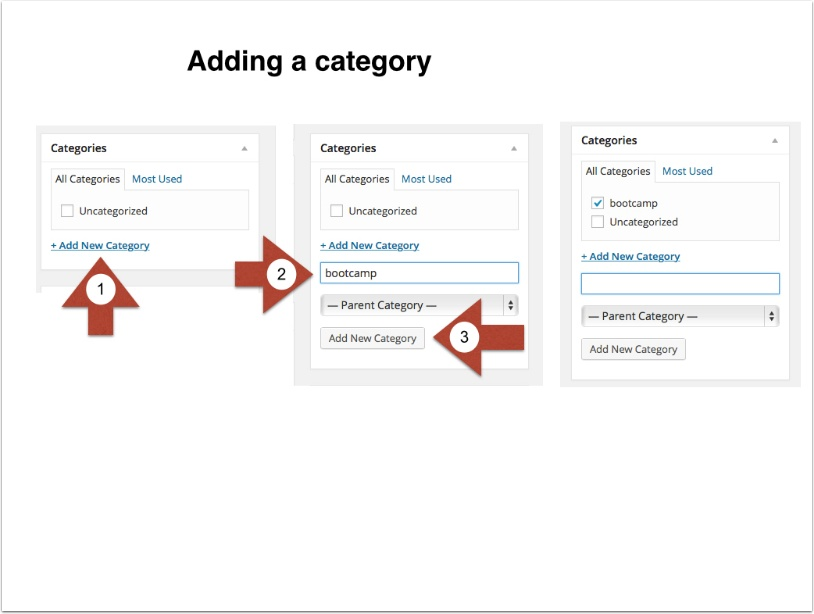 Adding a category
Categories
All Categories Most Used
Uncategorized
+ Add New Category
1
Categories
All Categories Most Used
Uncategorized
+ Add New Category
2
bootcamp
— Parent Category —
Add New Category
3
Categories
All Categories Most Used
bootcamp
Uncategorized
+ Add New Category
— Parent Category —
Add New Category